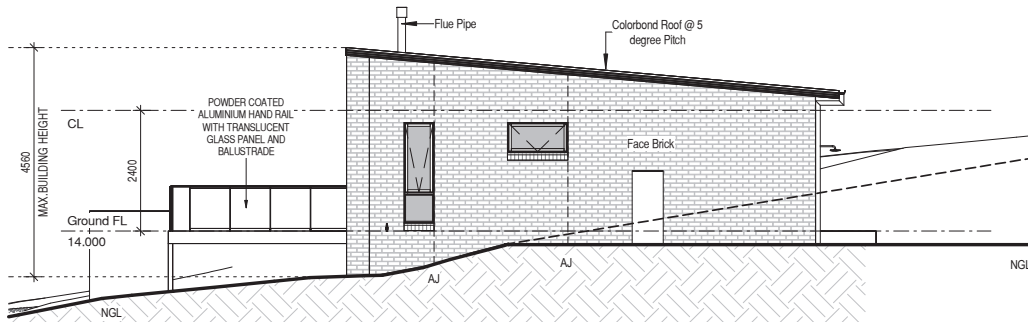 Flue Pipe
Colorbond Roof @ 5
degree Pitch
CL
POWDER COATED
ALUMINIUM HAND RAIL
WITH TRANSLUCENT
GLASS PANEL AND
BALUSTRADE
4560
MAX.BUILDING HEIGHT
2400
Face Brick
Ground FL
14.000
AJ
AJ
NGL
NGL